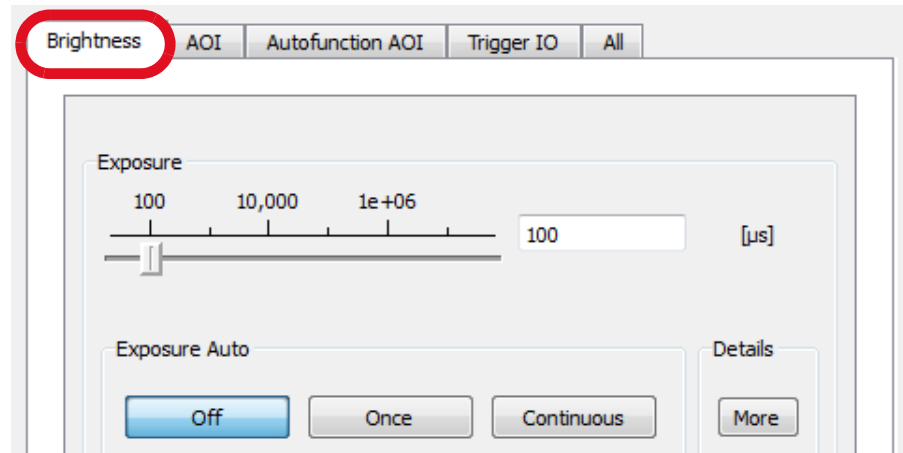 Brightness AOI Autofunction AOI Trigger IO All
Exposure
100 10,000 1e+06
100 [µs]
Exposure Auto Details
Off Once Continuous More